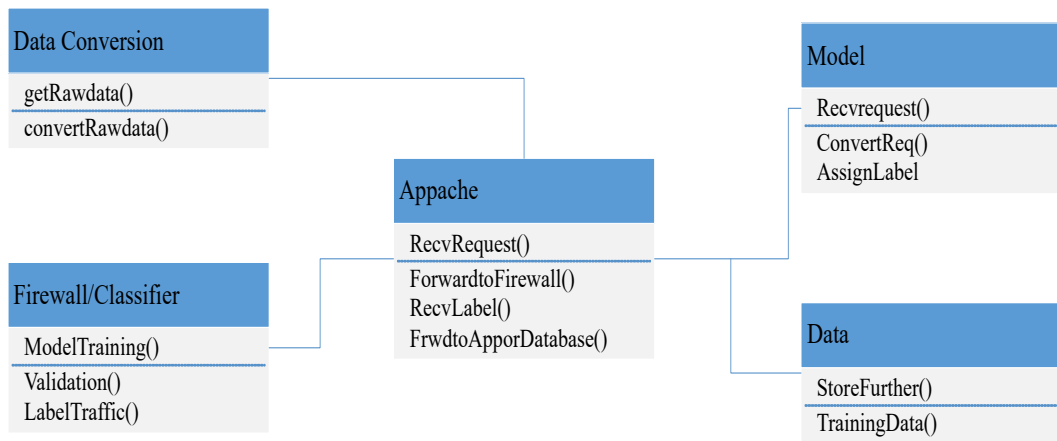 Data Conversion
getRawdata()
convertRawdata()
Firewall/Classifier
ModelTraining()
Validation()
LabelTraffic()
Appache
RecvRequest()
ForwardtoFirewall()
RecvLabel()
FrwdtoApporDatabase()
Model
Recvrequest()
ConvertReq()
AssignLabel
Data
StoreFurther()
TrainingData()